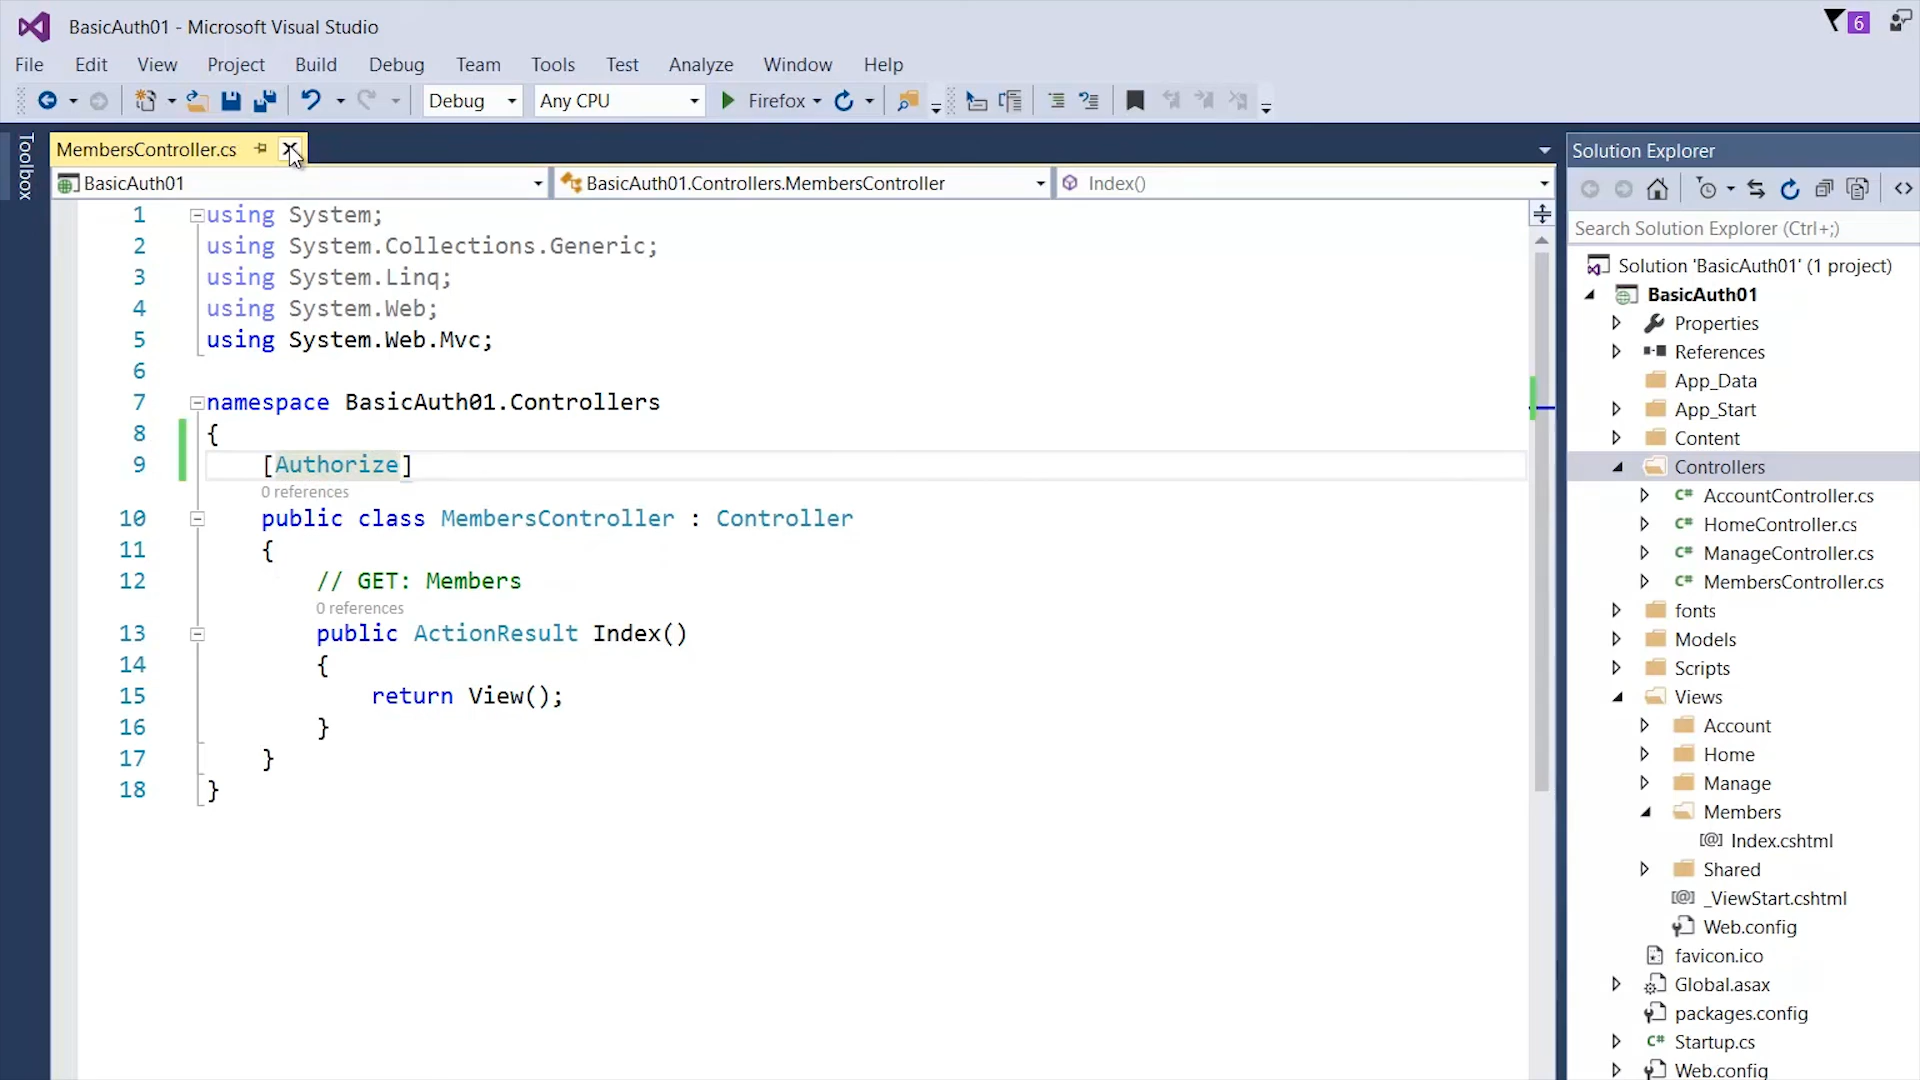 BasicAuth01 - Microsoft Visual Studio
6
File Edit View Project Build Debug Team Tools Test Analyze Window Help
Debug Any CPU Firefox
Toolbox
MembersController.cs
BasicAuth01 BasicAuth01.Controllers.MembersController Index()
1 using System;
2 using System.Collections.Generic;
3 using System.Linq;
4 using System.Web;
5 using System.Web.Mvc;
6
7 namespace BasicAuth01.Controllers
8 {
9 [Authorize]
0 references
10 public class MembersController : Controller
11 {
12 // GET: Members
0 references
13 public ActionResult Index()
14 {
15 return View();
16 }
17 }
18 }
Solution Explorer
Search Solution Explorer (Ctrl+;)
Solution 'BasicAuth01' (1 project)
BasicAuth01
Properties
References
App_Data
App_Start
Content
Controllers
C# AccountController.cs
C# HomeController.cs
C# ManageController.cs
C# MembersController.cs
fonts
Models
Scripts
Views
Account
Home
Manage
Members
[@] Index.cshtml
Shared
[@] _ViewStart.cshtml
Web.config
favicon.ico
Global.asax
packages.config
C# Startup.cs
Web.config